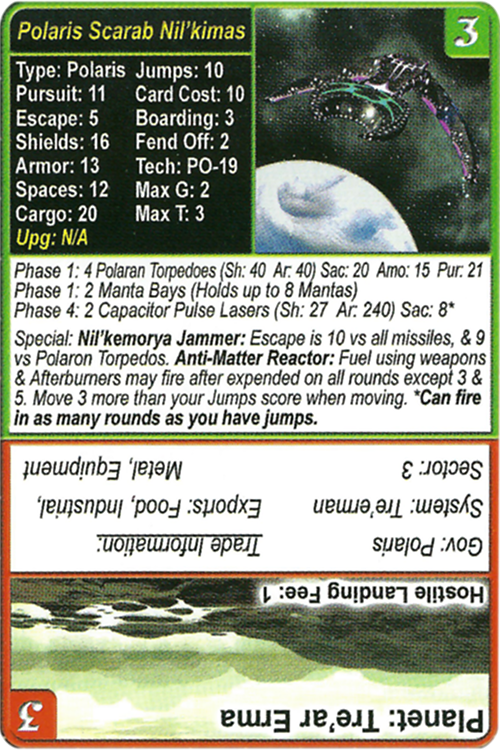 Polaris Scarab Nil'kimas
3
Type: Polaris Jumps: 10
Pursuit: 11 Card Cost: 10
Escape: 5 Boarding: 3
Shields: 16 Fend Off: 2
Armor: 13 Tech: PO-19
Spaces: 12 Max G: 2
Cargo: 20 Max T: 3
Upg: N/A
Phase 1: 4 Polaran Torpedoes (Sh: 40 Ar: 40) Sac: 20 Amo: 15 Pur: 21
Phase 1: 2 Manta Bays (Holds up to 8 Mantas)
Phase 4: 2 Capacitor Pulse Lasers (Sh: 27 Ar: 240) Sac: 8*
Special: Nil'kemorya Jammer: Escape is 10 vs all missiles, & 9
vs Polaron Torpedos. Anti-Matter Reactor: Fuel using weapons
& Afterburners may fire after expended on all rounds except 3 &
5. Move 3 more than your Jumps score when moving. *Can fire
in as many rounds as you have jumps.
Planet: Tre'ar Erma
3
Hostile Landing Fee: 1
Gov: Polaris
System: Tre'erman
Sector: 3
Trade Information:
Exports: Food, Industrial,
Metal, Equipment